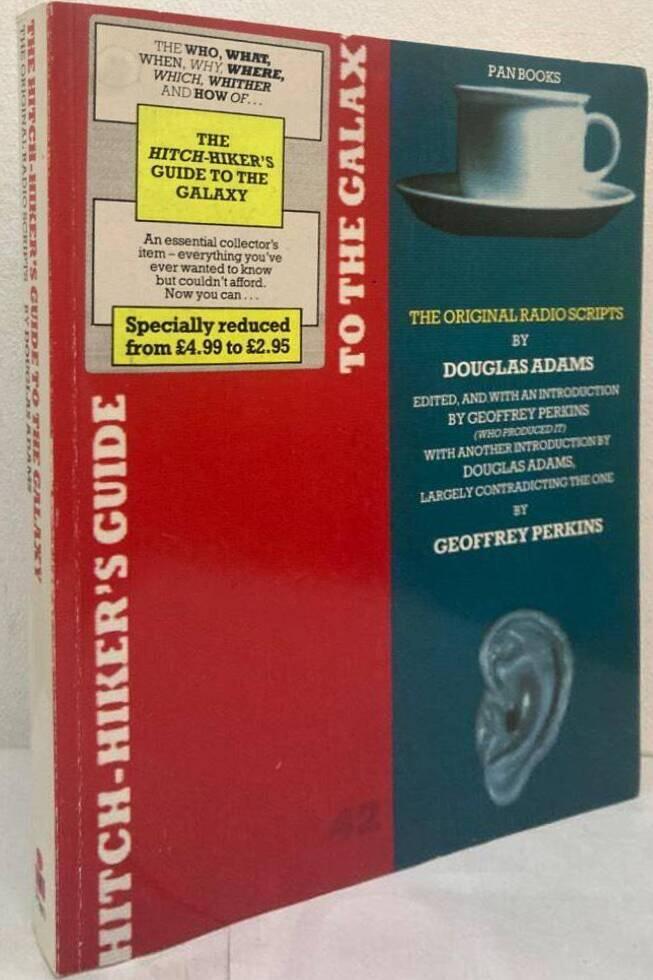 THE HITCH-HIKER'S GUIDE TO THE GALAXY
THE ORIGINAL RADIO SCRIPTS BY DOUGLAS ADAMS
THE WHO, WHAT,
WHEN, WHY, WHERE,
WHICH, WHITHER
AND HOW OF...
THE
HITCH-HIKER'S
GUIDE TO THE
GALAXY
An essential collector's
item – everything you've
ever wanted to know
but couldn't afford.
Now you can...
Specially reduced
from £4.99 to £2.95
HITCH-HIKER'S GUIDE
TO THE GALAXY
42
PAN BOOKS
THE ORIGINAL RADIO SCRIPTS
BY
DOUGLAS ADAMS
EDITED, AND WITH AN INTRODUCTION
BY GEOFFREY PERKINS
(WHO PRODUCED IT)
WITH ANOTHER INTRODUCTION BY
DOUGLAS ADAMS,
LARGELY CONTRADICTING THE ONE
BY
GEOFFREY PERKINS